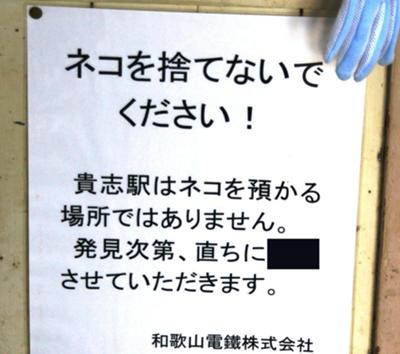 ネコを捨てないで
ください！
貴志駅はネコを預かる
場所ではありません。
発見次第、直ちに
させていただきます。
和歌山電鐵株式会社